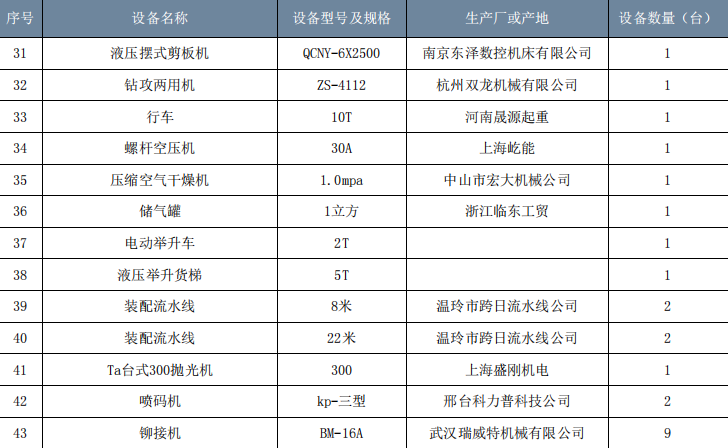 序号 设备名称 设备型号及规格 生产厂或产地 设备数量（台）
31 液压摆式剪板机 QCNY-6X2500 南京东泽数控机床有限公司 1
32 钻攻两用机 ZS-4112 杭州双龙机械有限公司 1
33 行车 10T 河南晟源起重 1
34 螺杆空压机 30A 上海屹能 1
35 压缩空气干燥机 1.0mpa 中山市宏大机械公司 1
36 储气罐 1立方 浙江临东工贸 1
37 电动举升车 2T 1
38 液压举升货梯 5T 1
39 装配流水线 8米 温玲市跨日流水线公司 2
40 装配流水线 22米 温玲市跨日流水线公司 2
41 Ta台式300抛光机 300 上海盛刚机电 1
42 喷码机 kp-三型 邢台科力普科技公司 2
43 铆接机 BM-16A 武汉瑞威特机械有限公司 9